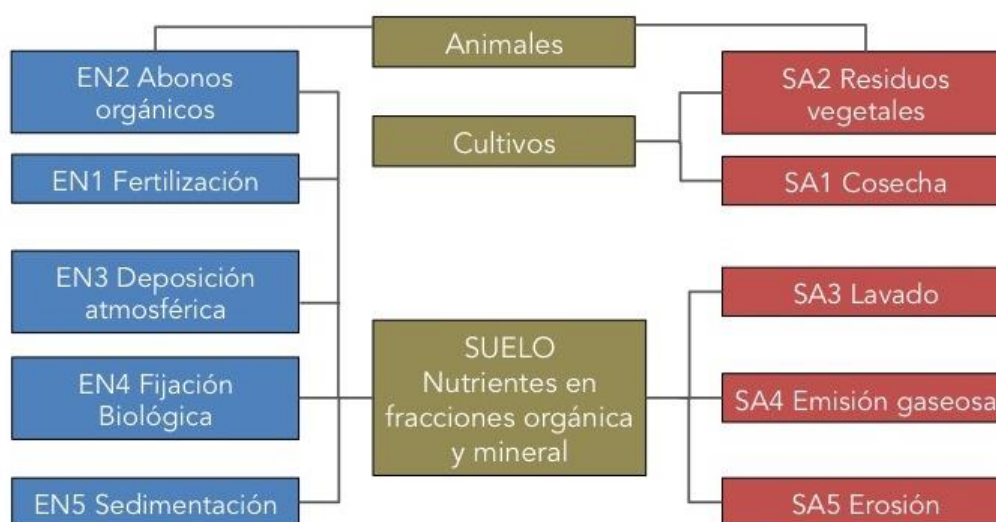 Animales
EN2 Abonos
orgánicos
EN1 Fertilización
EN3 Deposición
atmosférica
EN4 Fijación
Biológica
EN5 Sedimentación
Cultivos
SUELO
Nutrientes en
fracciones orgánica
y mineral
SA2 Residuos
vegetales
SA1 Cosecha
SA3 Lavado
SA4 Emisión gaseosa
SA5 Erosión